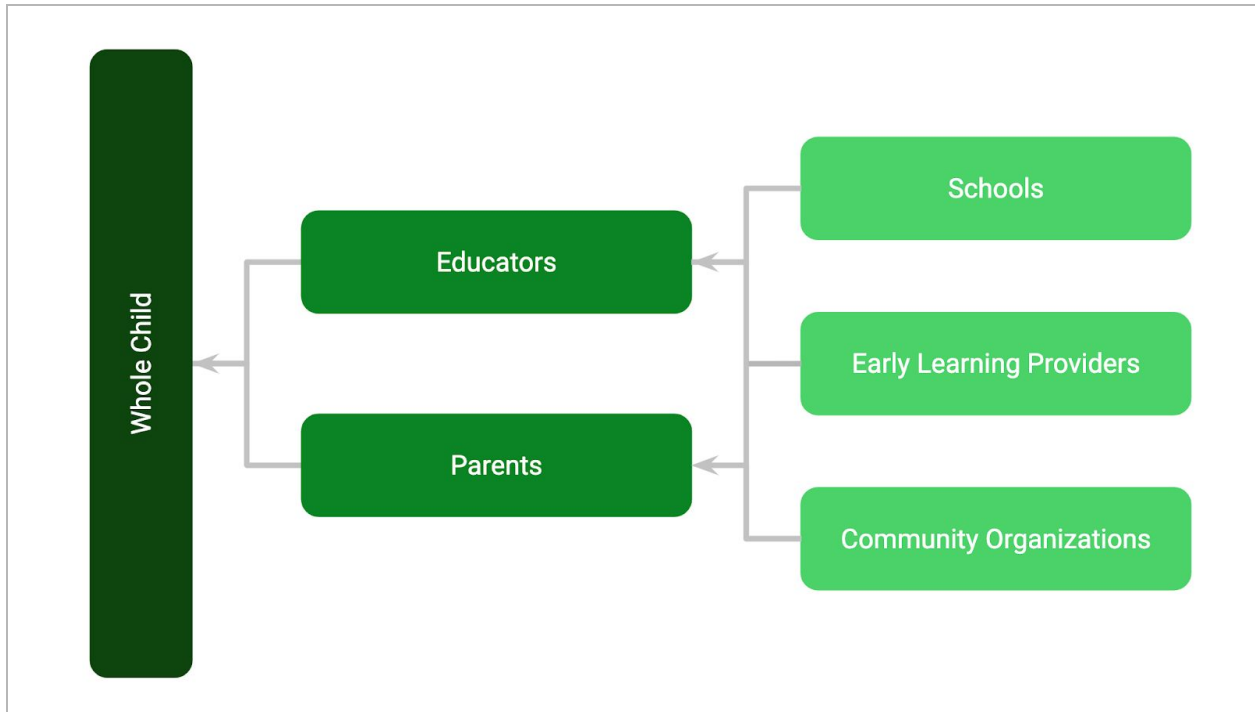 Whole Child
Educators
Parents
Schools
Early Learning Providers
Community Organizations